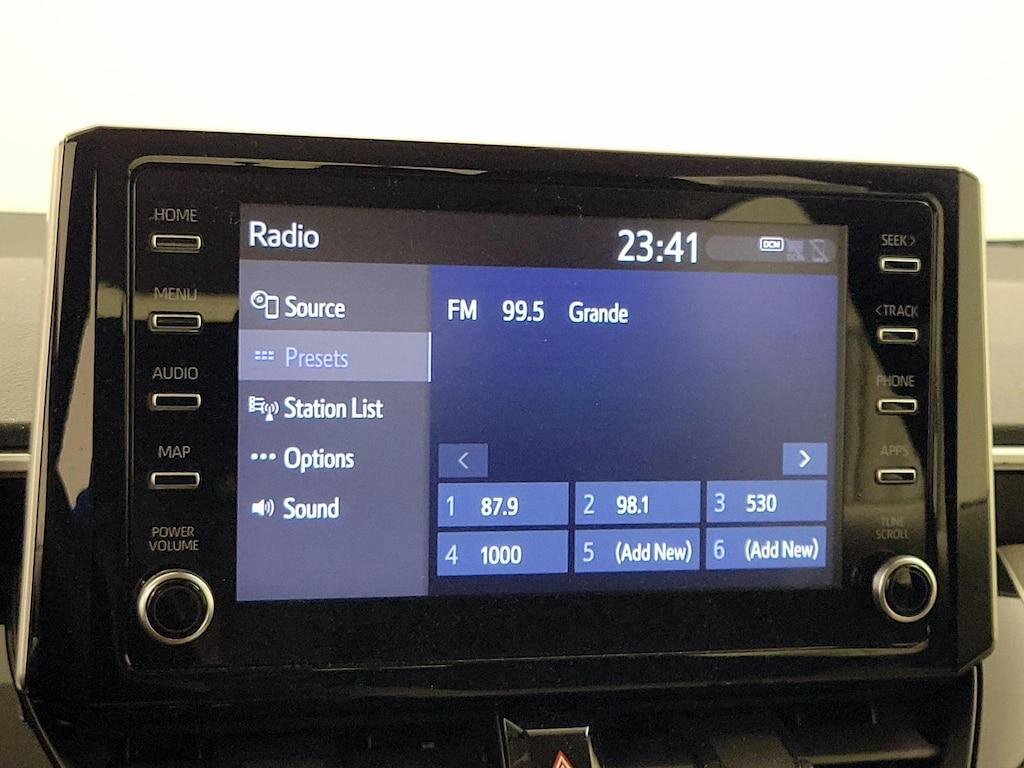 HOME
MENU
AUDIO
MAP
POWER
VOLUME
Radio
23:41
DCM
Source
Presets
Station List
Options
Sound
FM 99.5 Grande
< >
1 87.9 2 98.1 3 530
4 1000 5 (Add New) 6 (Add New)
SEEK>
<TRACK
PHONE
APPS
TUNE
SCROLL